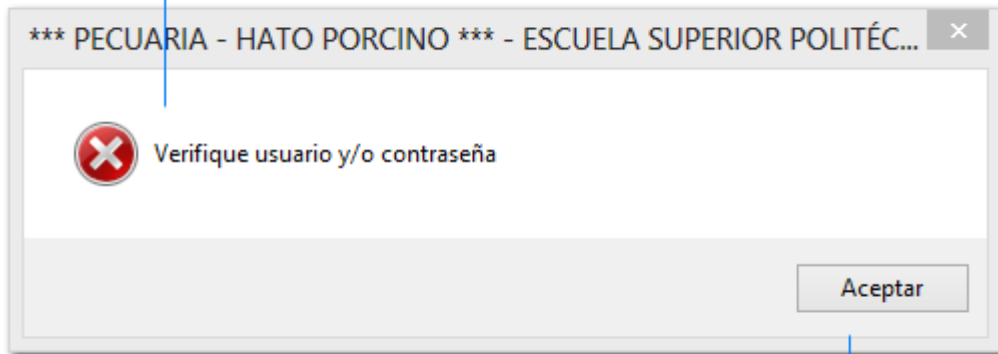 *** PECUARIA - HATO PORCINO *** - ESCUELA SUPERIOR POLITÉC...
Verifique usuario y/o contraseña
Aceptar